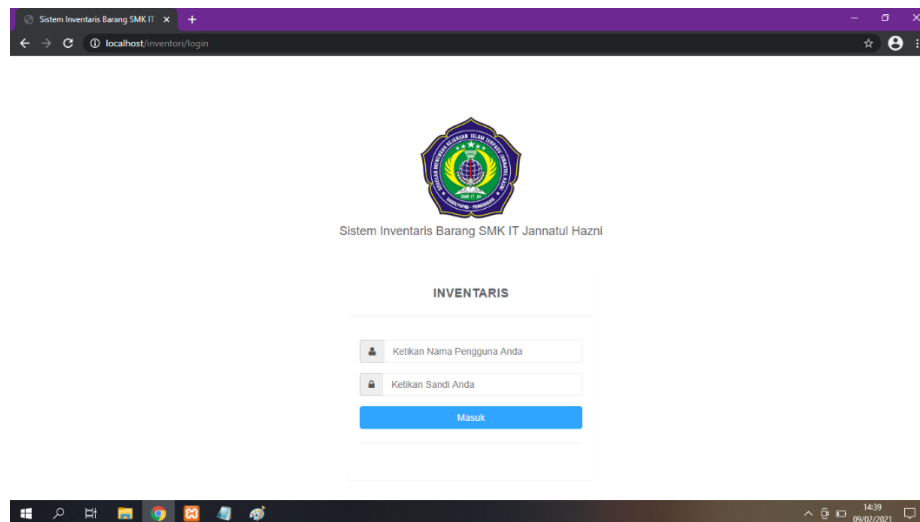 Sistem Inventaris Barang SMK IT
localhost/inventori/login
Sistem Inventaris Barang SMK IT Jannatul Hazni
INVENTARIS
Ketikan Nama Pengguna Anda
Ketikan Sandi Anda
Masuk
14:39
09/02/2021